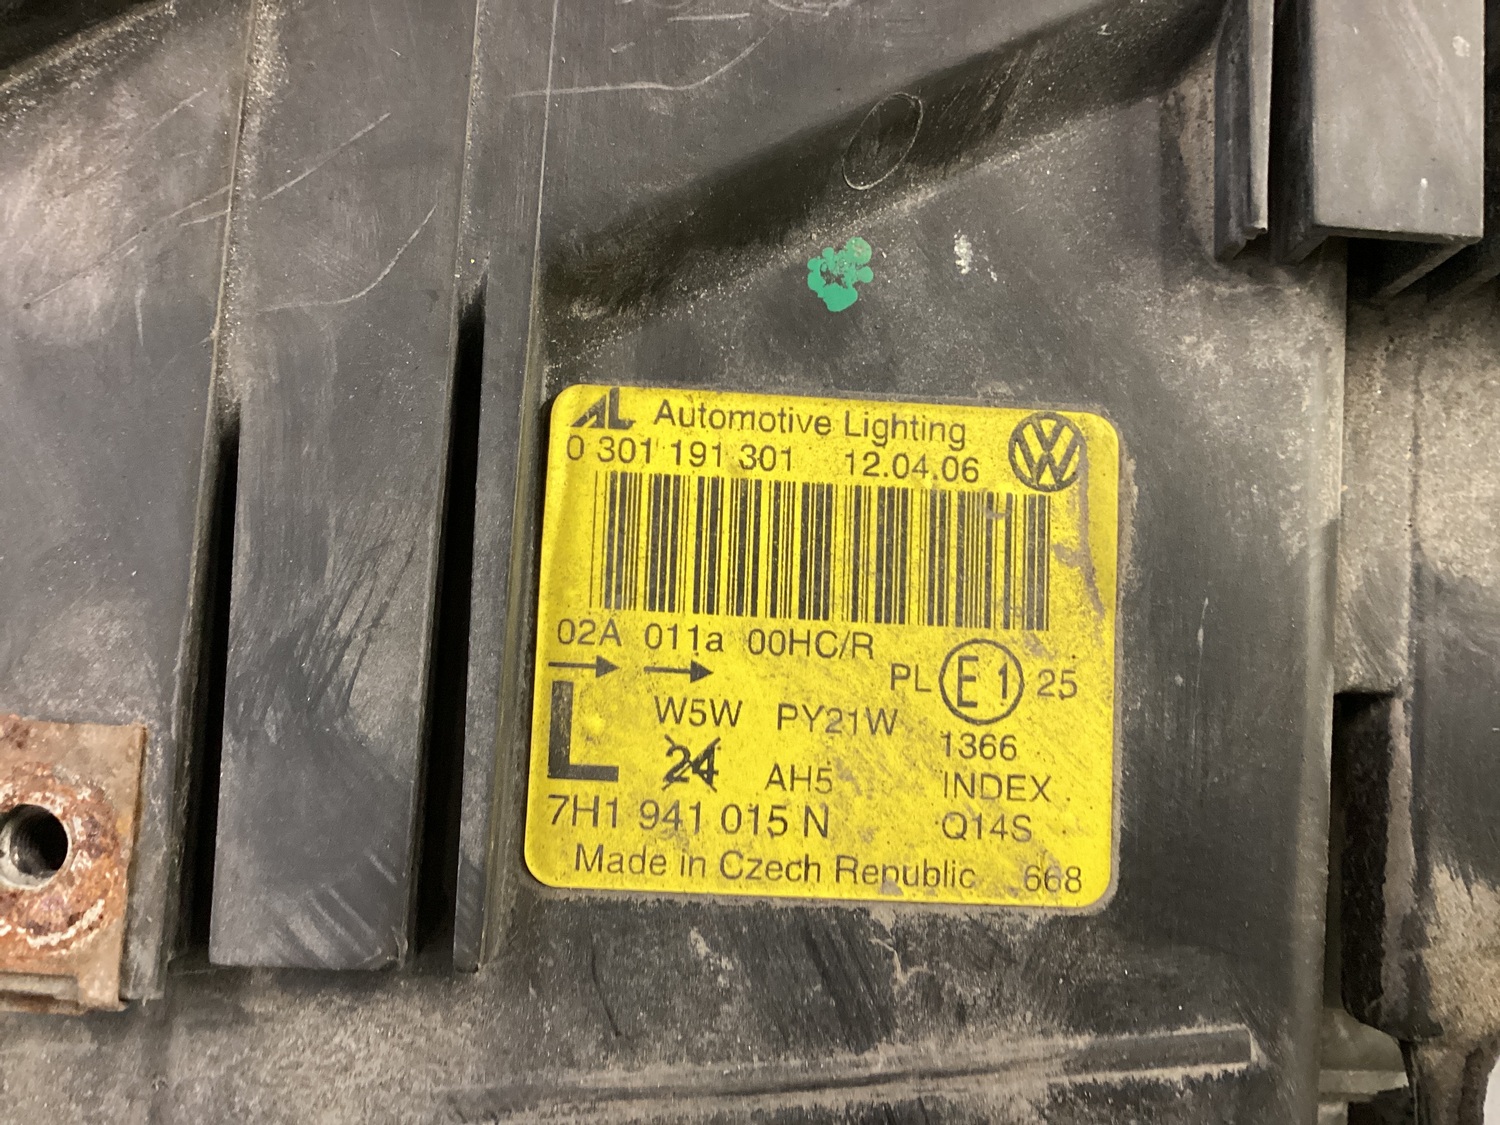 AL Automotive Lighting
0 301 191 301 12.04.06
02A 011a 00HC/R
PL E1 25
L W5W PY21W
1366
24 AH5 INDEX
7H1 941 015 N Q14S
Made in Czech Republic 668